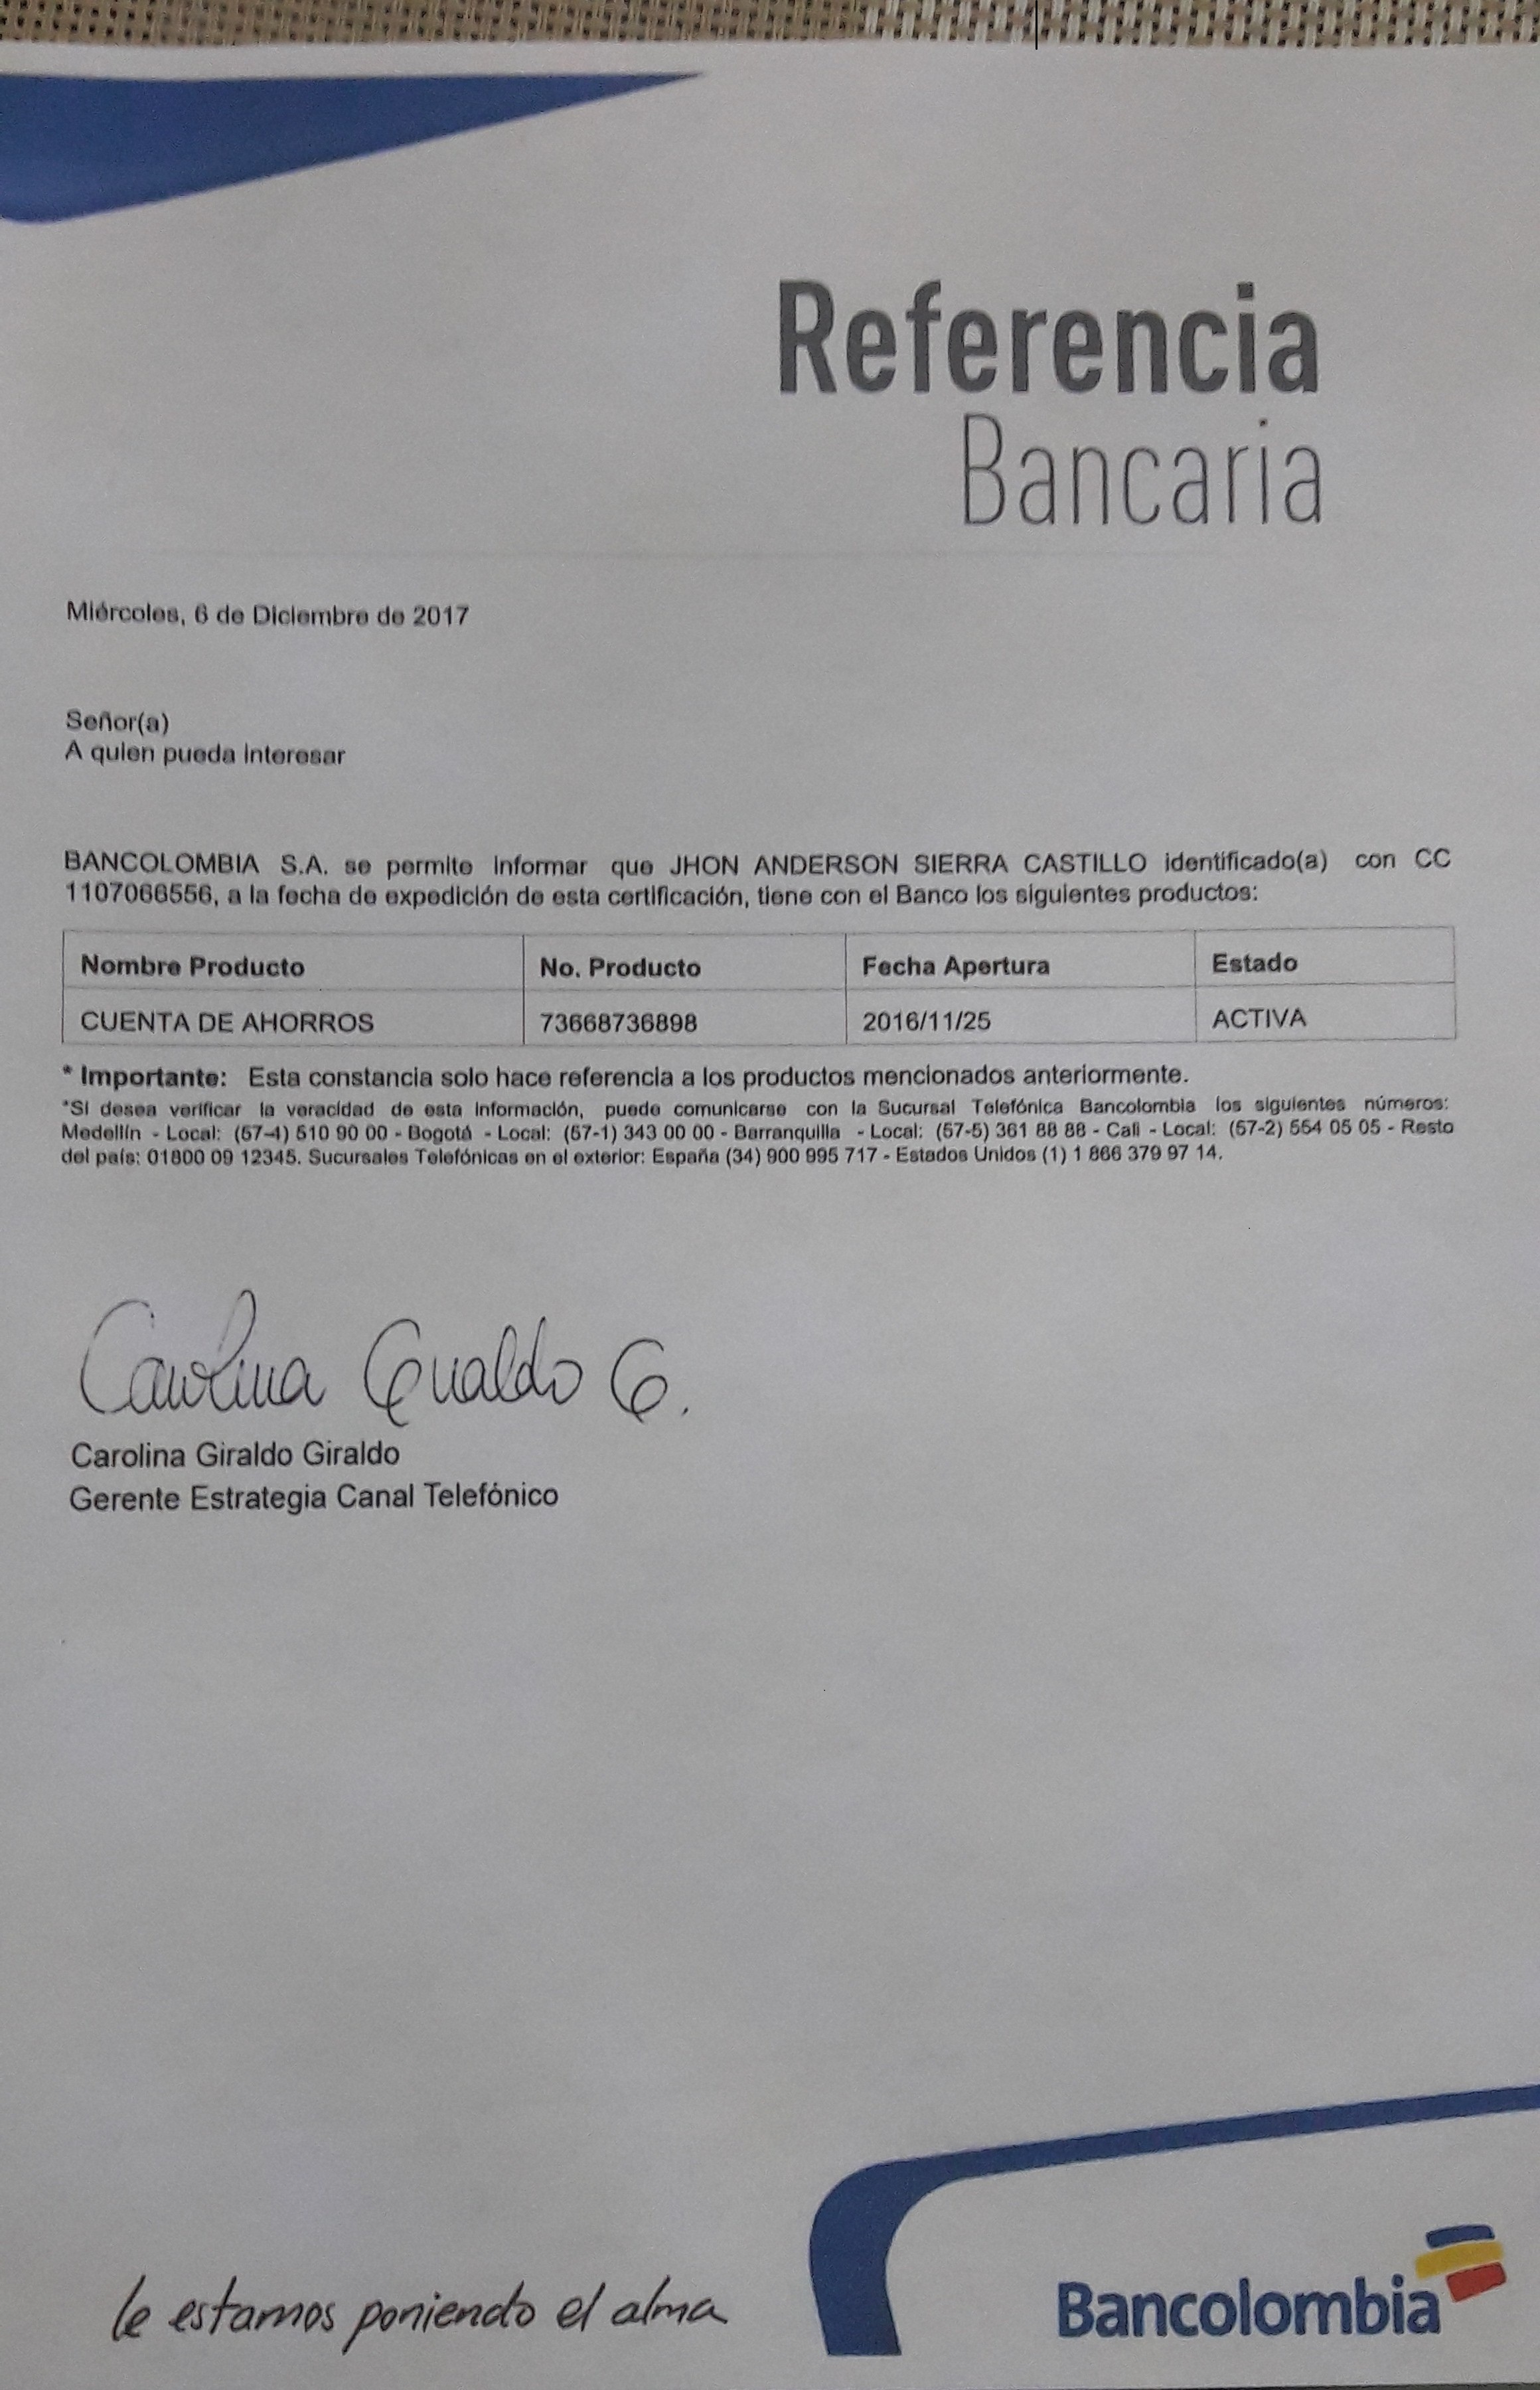 Referencia
Bancaria
Miércoles, 6 de Diciembre de 2017
Señor(a)
A quien pueda interesar
BANCOLOMBIA S.A. se permite informar que JHON ANDERSON SIERRA CASTILLO identificado(a) con CC
1107066556, a la fecha de expedición de esta certificación, tiene con el Banco los siguientes productos:
Nombre Producto No. Producto Fecha Apertura Estado
CUENTA DE AHORROS 73668736898 2016/11/25 ACTIVA
* Importante: Esta constancia solo hace referencia a los productos mencionados anteriormente.
*Si desea verificar la veracidad de esta información, puede comunicarse con la Sucursal Telefónica Bancolombia los siguientes números:
Medellín - Local: (57-4) 510 90 00 - Bogotá - Local: (57-1) 343 00 00 - Barranquilla - Local: (57-5) 361 88 88 - Cali - Local: (57-2) 554 05 05 - Resto
del país: 01800 09 12345. Sucursales Telefónicas en el exterior: España (34) 900 995 717 - Estados Unidos (1) 1 866 379 97 14.
Carolina Giraldo G.
Carolina Giraldo Giraldo
Gerente Estrategia Canal Telefónico
le estamos poniendo el alma
Bancolombia